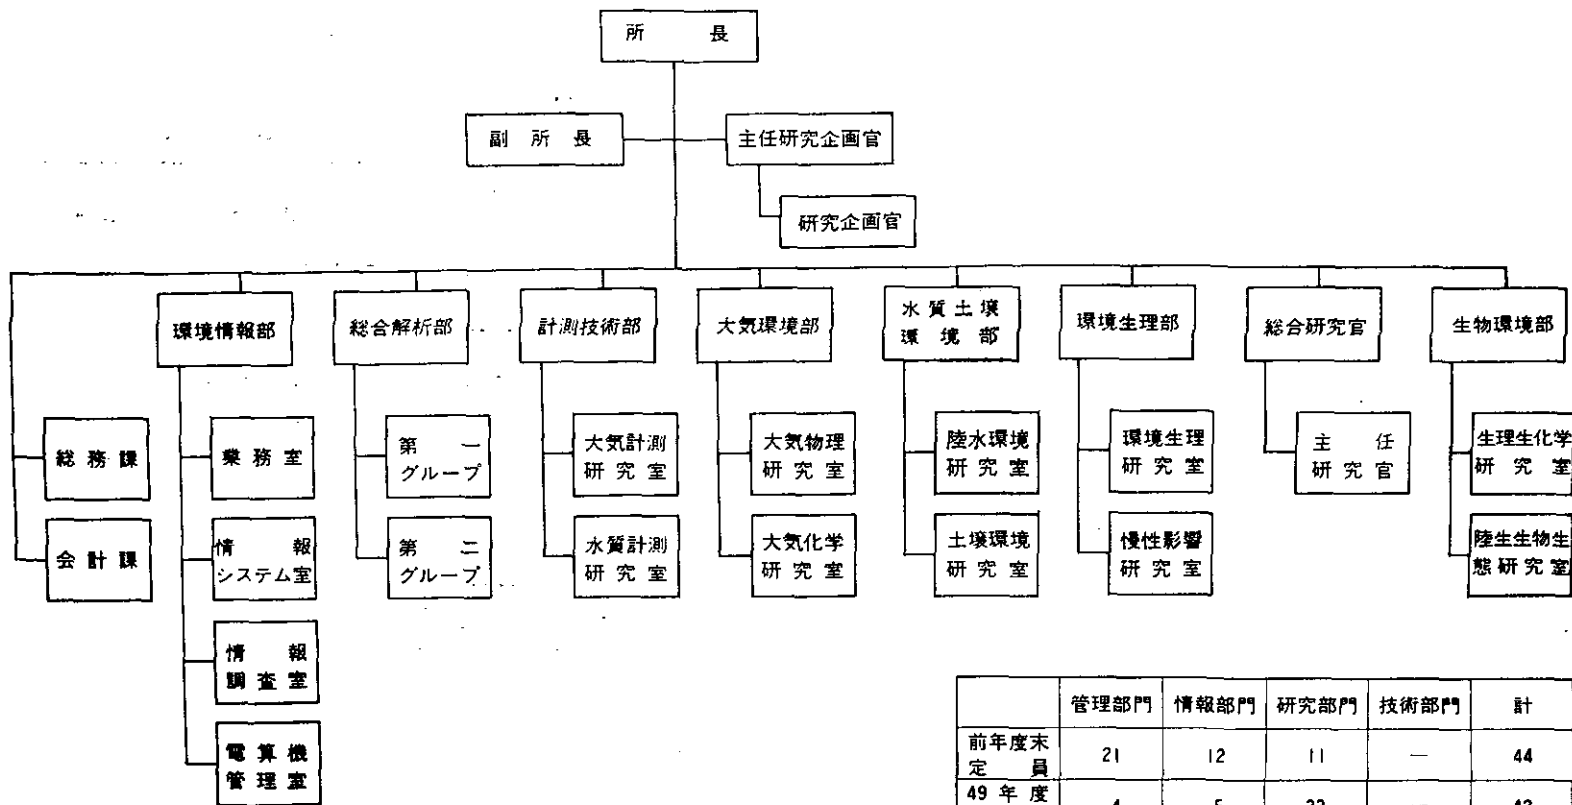 所長
副所長
主任研究企画官
研究企画官
環境情報部
総合解析部
計測技術部
大気環境部
水質土壌
環境部
環境生理部
総合研究官
生物環境部
総務課
会計課
業務室
情報
システム室
情報
調査室
電算機
管理室
第一
グループ
第二
グループ
大気計測
研究室
水質計測
研究室
大気物理
研究室
大気化学
研究室
陸水環境
研究室
土壌環境
研究室
環境生理
研究室
慢性影響
研究室
主任
研究官
生理生化学
研究室
陸生生物生
態研究室
管理部門 情報部門 研究部門 技術部門 計
前年度末
定員 21 12 11 — 44
49年度